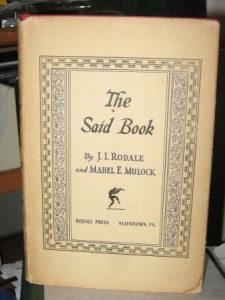 The
Said Book
By J. I. RODALE
and MABEL E. MULOCK
RODALE PRESS ALLENTOWN, PA.